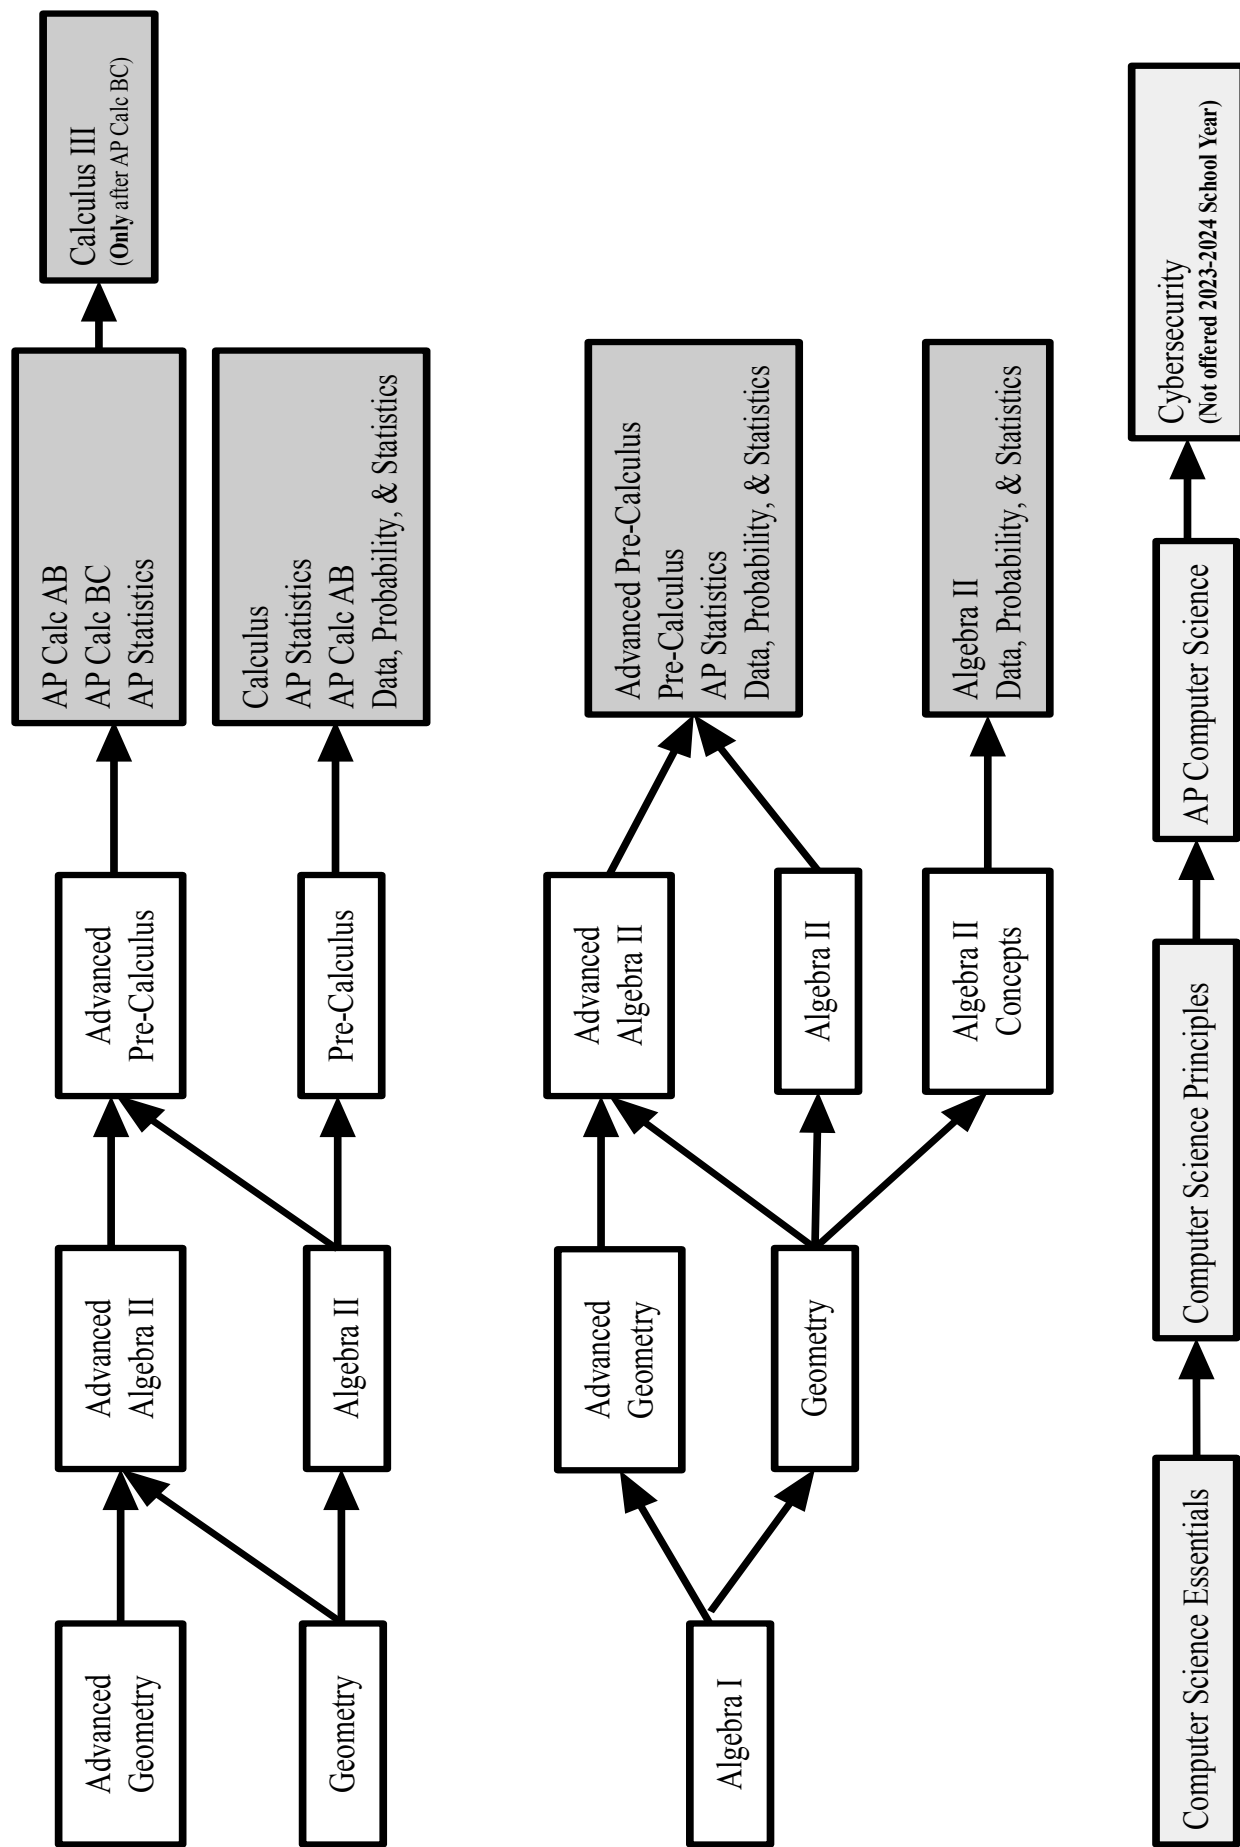 Advanced
Geometry
Geometry
Advanced
Algebra II
Algebra II
Advanced
Pre-Calculus
Pre-Calculus
AP Calc AB
AP Calc BC
AP Statistics
Calculus
AP Statistics
AP Calc AB
Data, Probability, & Statistics
Calculus III
(Only after AP Calc BC)
Algebra I
Advanced
Geometry
Geometry
Advanced
Algebra II
Algebra II
Algebra II
Concepts
Advanced Pre-Calculus
Pre-Calculus
AP Statistics
Data, Probability, & Statistics
Algebra II
Data, Probability, & Statistics
Computer Science Essentials
Computer Science Principles
AP Computer Science
Cybersecurity
(Not offered 2023-2024 School Year)